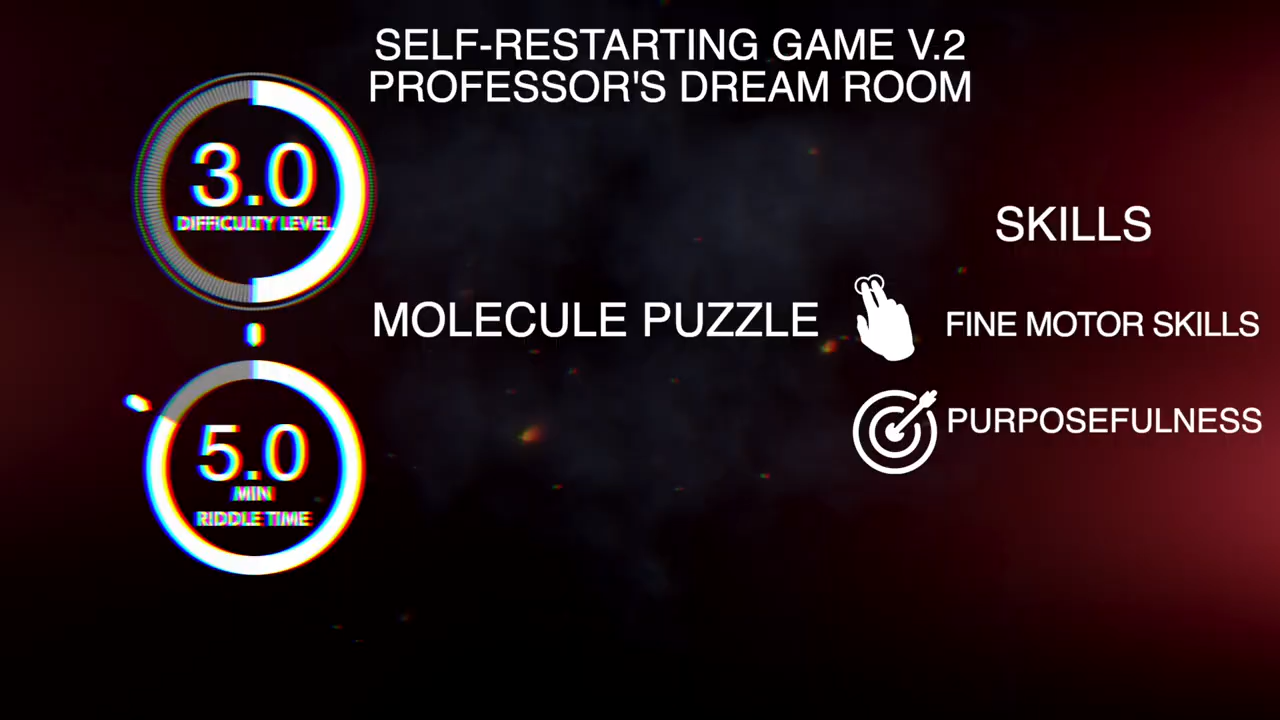 SELF-RESTARTING GAME V.2
PROFESSOR'S DREAM ROOM
3.0
DIFFICULTY LEVEL
SKILLS
MOLECULE PUZZLE
FINE MOTOR SKILLS
PURPOSEFULNESS
5.0
MIN
RIDDLE TIME